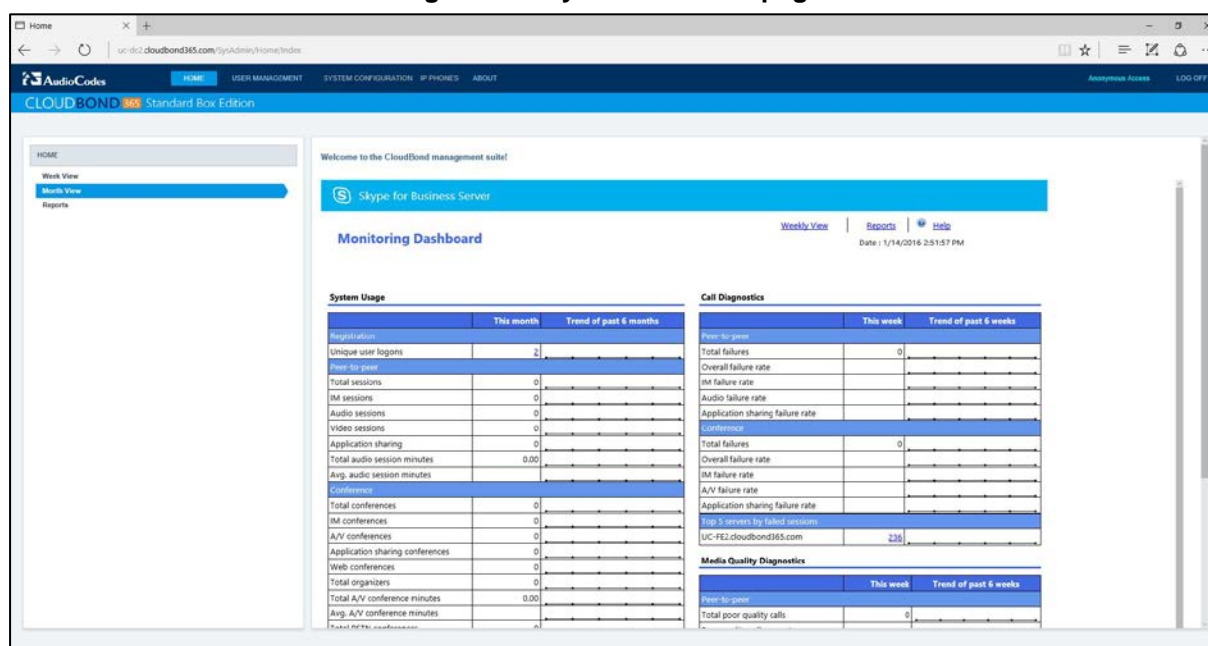 Home
uc-dc2.cloudbond365.com/SysAdmin/Home/Index
AudioCodes HOME USER MANAGEMENT SYSTEM CONFIGURATION IP PHONES ABOUT Anonymous Access LOG OFF
CLOUDBOND 365 Standard Box Edition
HOME
Week View
Month View
Reports
Welcome to the CloudBond management suite!
Skype for Business Server
Monitoring Dashboard
Weekly View Reports Help
Date : 1/14/2016 2:51:57 PM
System Usage
This month Trend of past 6 months
Registration
Unique user logons 2
Peer-to-peer
Total sessions 0
IM sessions 0
Audio sessions 0
Video sessions 0
Application sharing 0
Total audio session minutes 0.00
Avg. audio session minutes
Conference
Total conferences 0
IM conferences 0
A/V conferences 0
Application sharing conferences 0
Web conferences 0
Total organizers 0
Total A/V conference minutes 0.00
Avg. A/V conference minutes
Call Diagnostics
This week Trend of past 6 weeks
Peer-to-peer
Total failures 0
Overall failure rate
IM failure rate
Audio failure rate
Application sharing failure rate
Conference
Total failures 0
Overall failure rate
IM failure rate
A/V failure rate
Application sharing failure rate
Top 5 servers by failed sessions
UC-FE2.cloudbond365.com 236
Media Quality Diagnostics
This week Trend of past 6 weeks
Peer-to-peer
Total poor quality calls 0